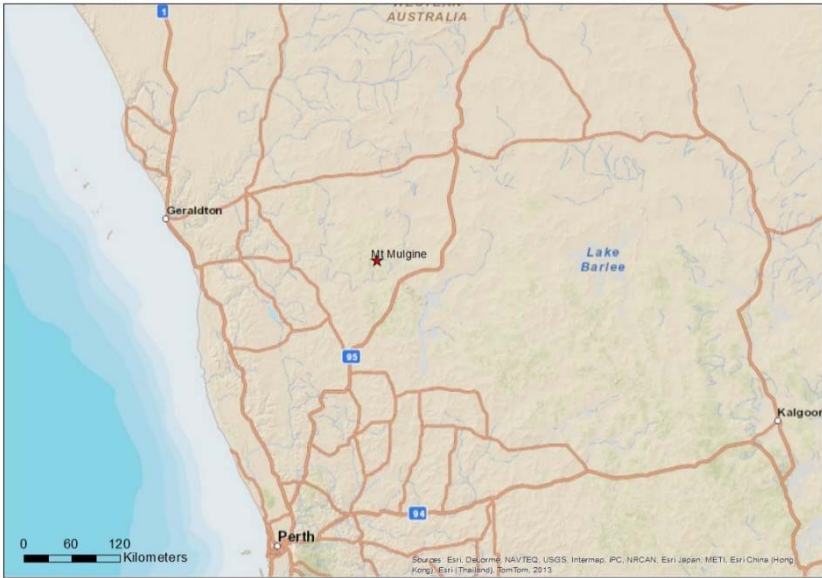 1
WESTERN
AUSTRALIA
Geraldton
Mt Mulgine
Lake
Barlee
95
Kalgoor
94
Perth
0 60 120
Kilometers
Sources: Esri, DeLorme, NAVTEQ, USGS, Intermap, iPC, NRCAN, Esri Japan, METI, Esri China (Hong
Kong), Esri (Thailand), TomTom, 2013